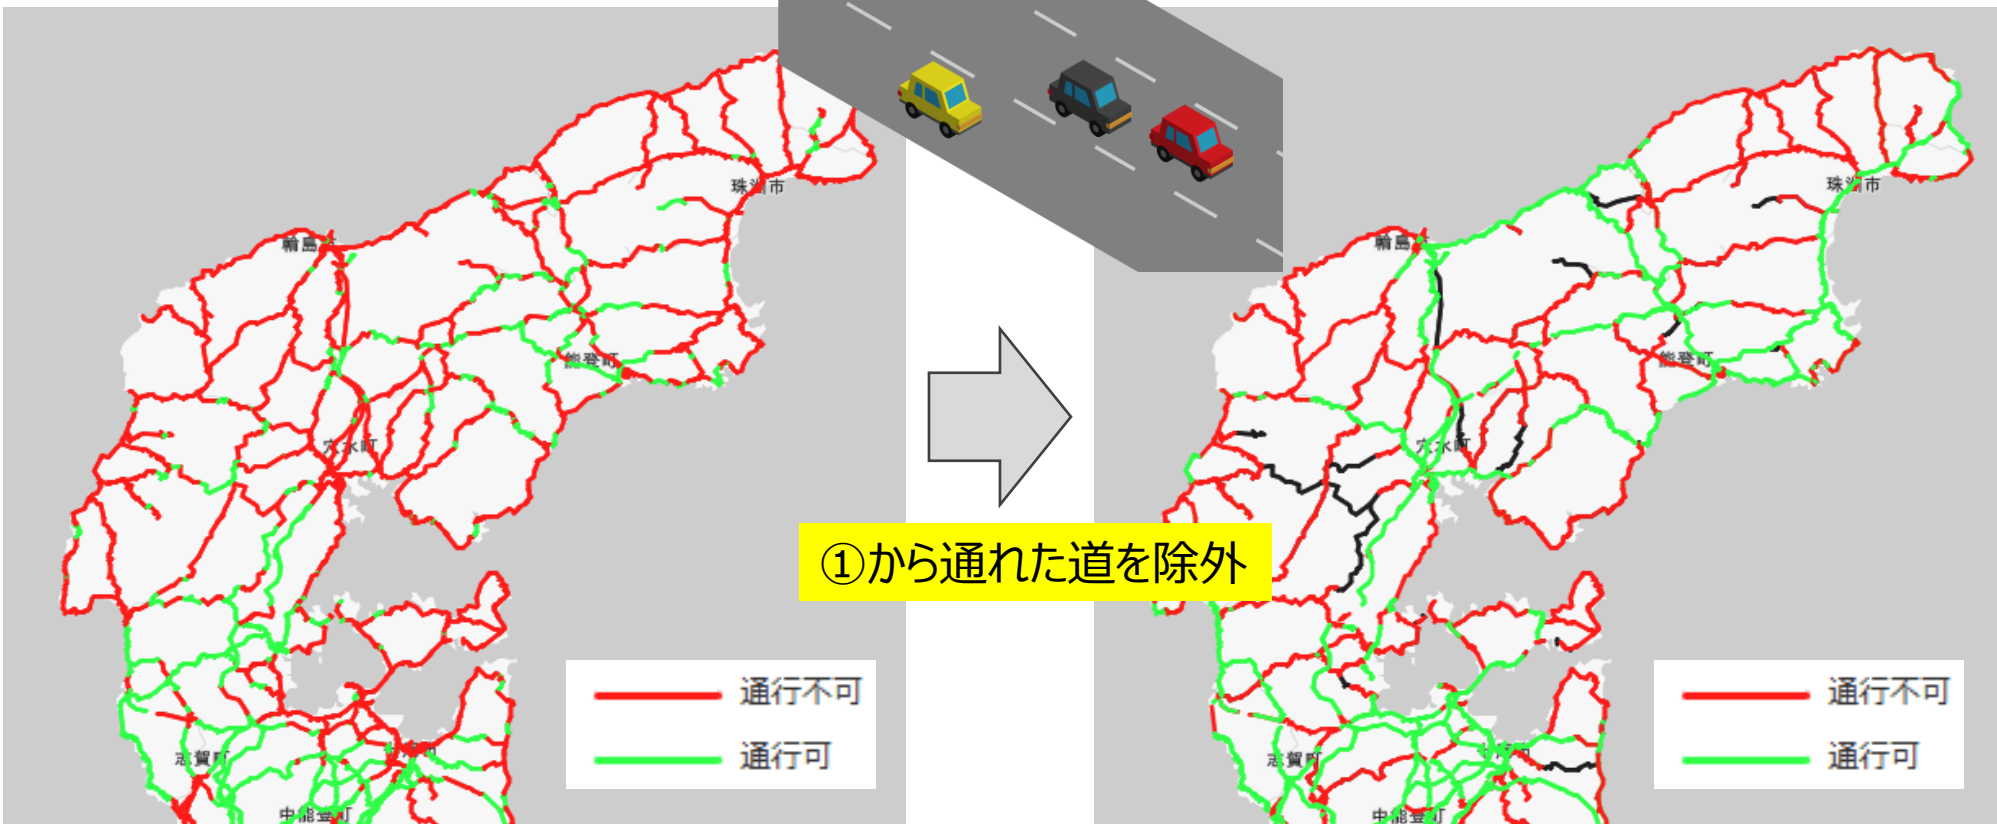 珠洲市
輪島
能登町
穴水町
志賀町
中能登町
通行不可
通行可
①から通れた道を除外
珠洲市
輪島
能登町
穴水町
志賀町
中能登町
通行不可
通行可